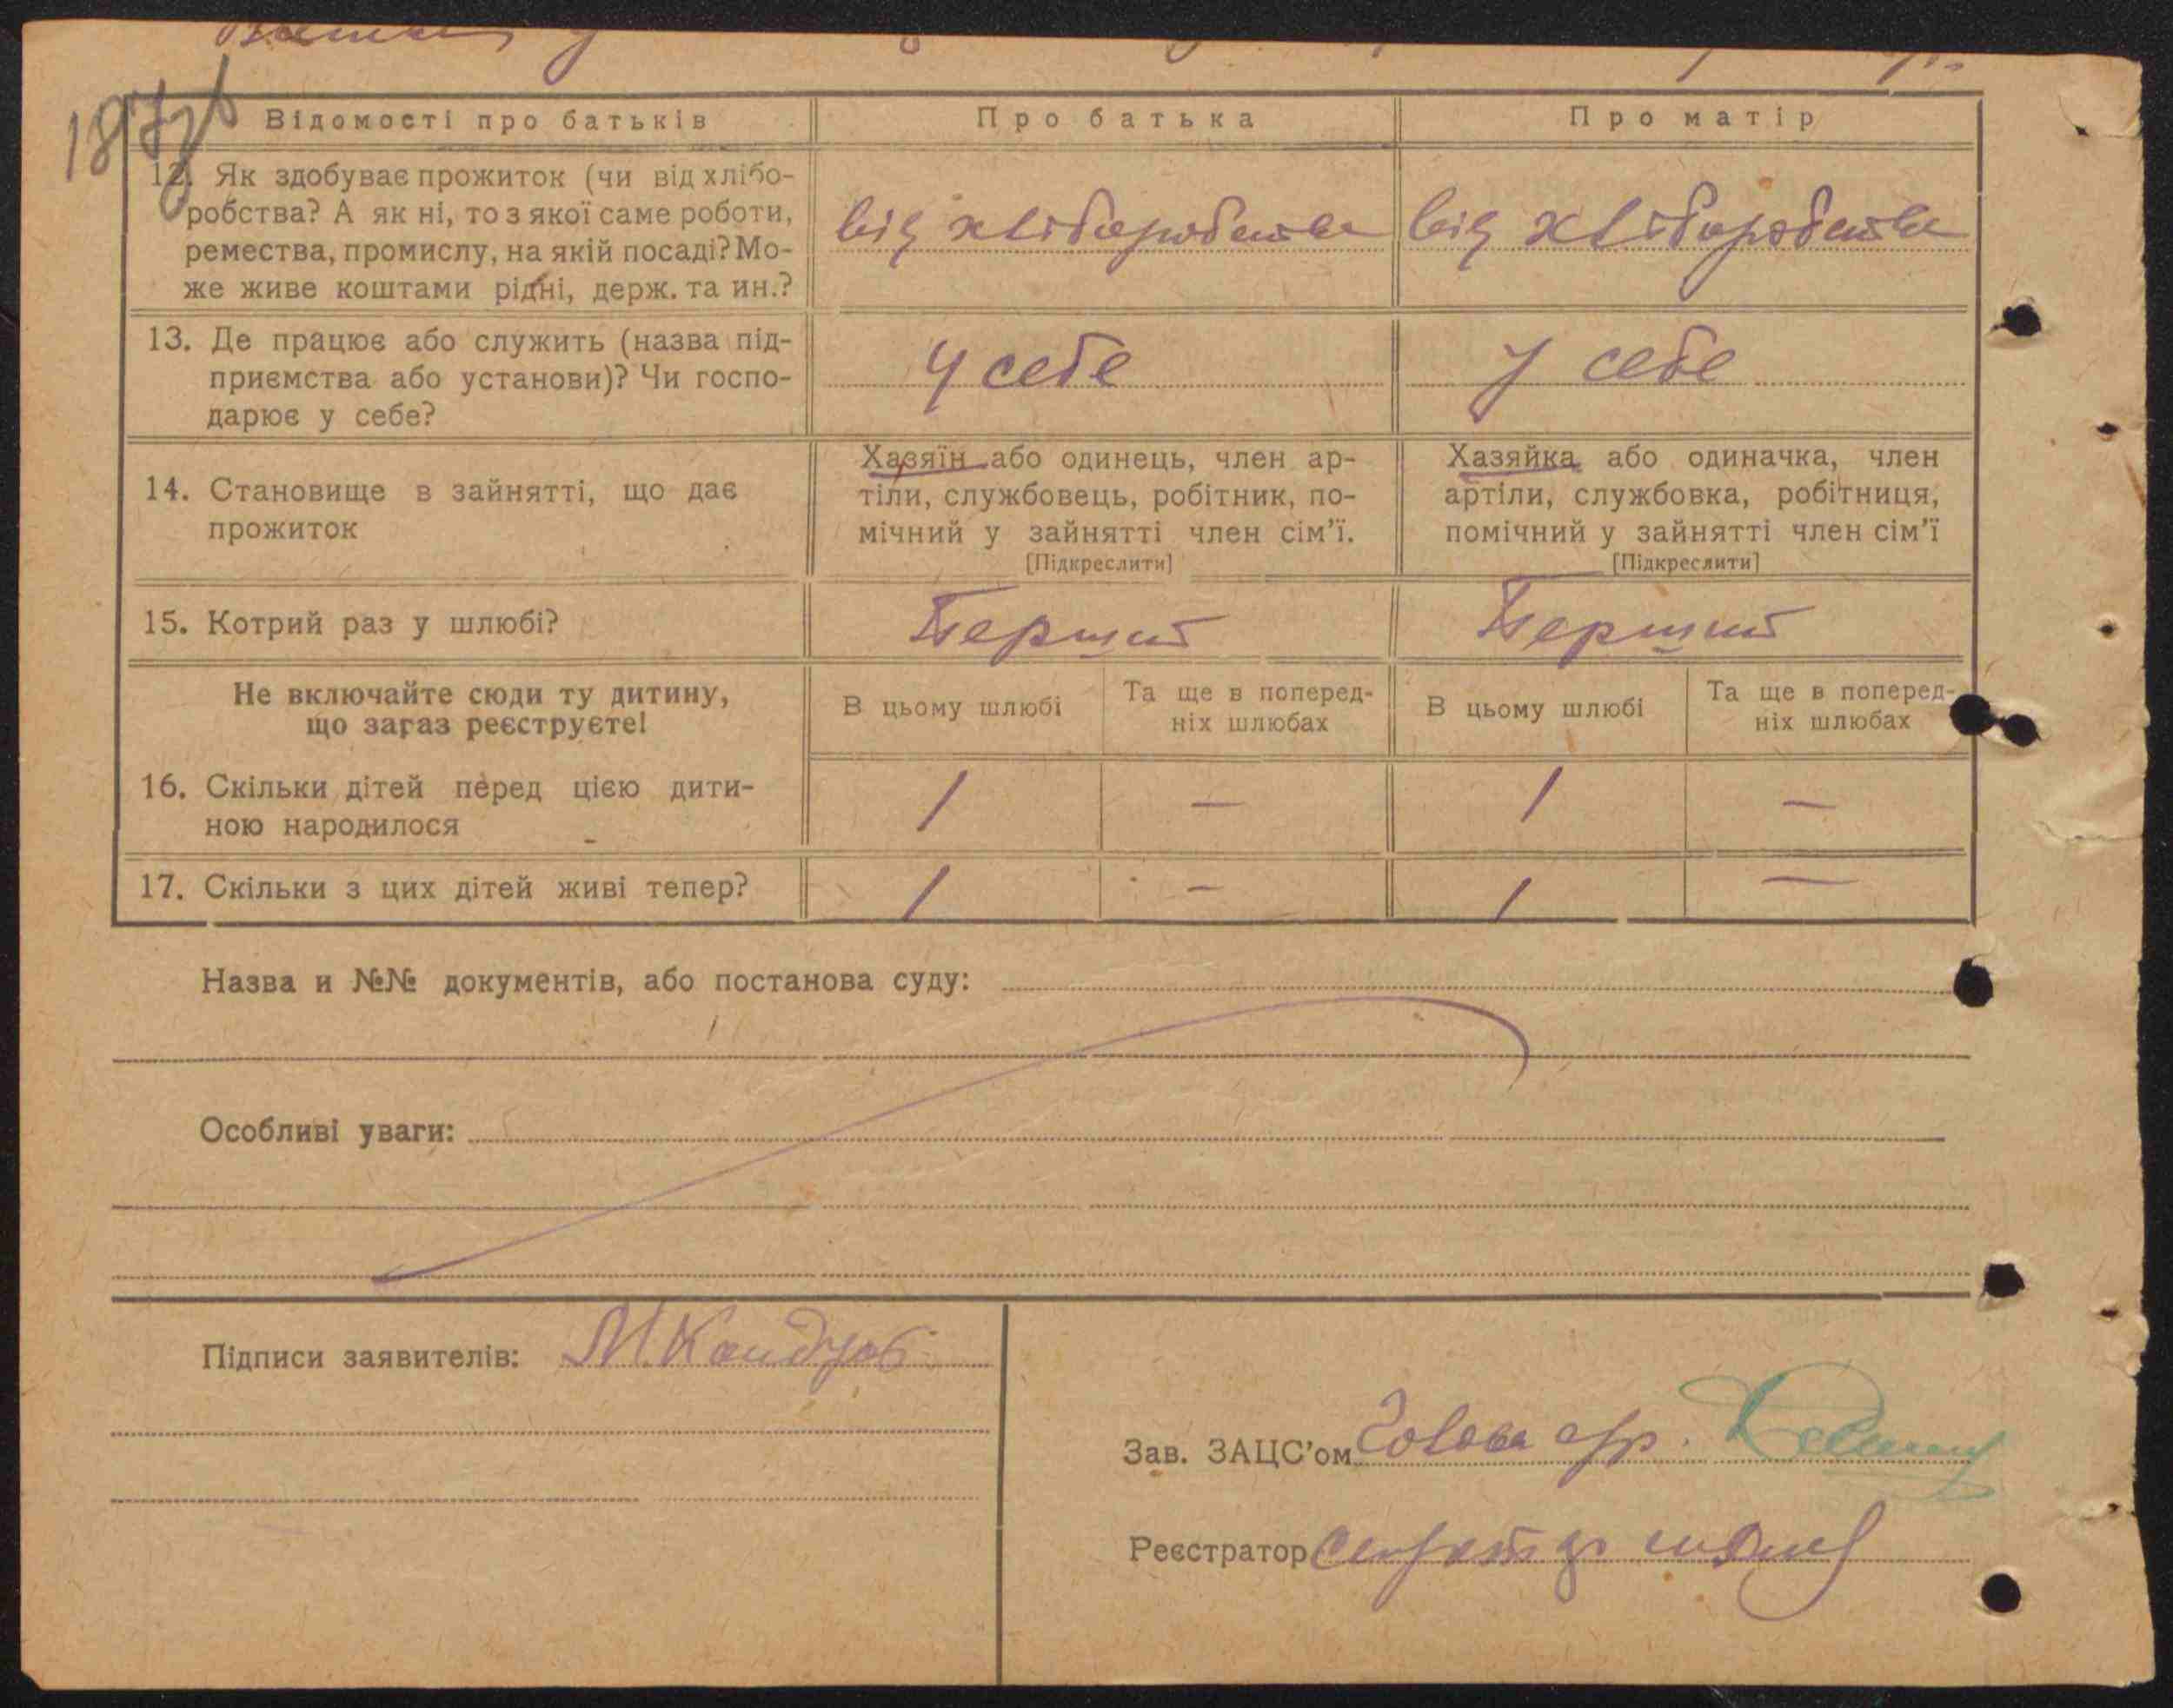 Відомості про батьків Про батька Про матір
12. Як здобуває прожиток (чи від хлібо-
робства? А як ні, то з якої саме роботи,
ремества, промислу, на якій посаді? Мо-
же живе коштами рідні, держ. та ин.?
від хліборобства від хліборобства
13. Де працює або служить (назва під-
приємства або установи)? Чи госпо-
дарює у себе?
У себе У себе
14. Становище в зайнятті, що дає
прожиток
Хазяїн або одинець, член ар-
тіли, службовець, робітник, по-
мічний у зайнятті член сім'ї.
[Підкреслити]
Хазяйка або одиначка, член
артіли, службовка, робітниця,
помічний у зайнятті член сім'ї
[Підкреслити]
15. Котрий раз у шлюбі? Перший Перший
Не включайте сюди ту дитину,
що зараз реєструєте!
В цьому шлюбі
Та ще в поперед-
ніх шлюбах
В цьому шлюбі
Та ще в поперед-
ніх шлюбах
16. Скільки дітей перед цією дити-
ною народилося
1 — 1 —
17. Скільки з цих дітей живі тепер? 1 — 1 —
Назва и №№ документів, або постанова суду:
Особливі уваги:
Підписи заявителів:
Зав. ЗАЦС'ом Голова
Реєстратор